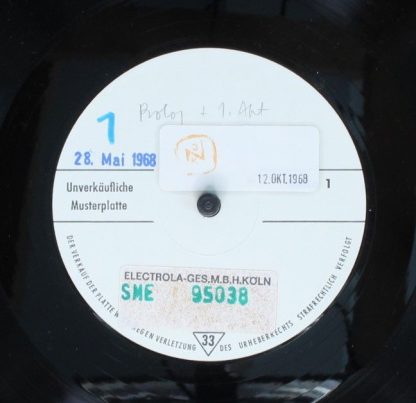 Prolog + 1. Akt
1
28. Mai 1968
12. OKT. 1968
Unverkäufliche
Musterplatte
1
ELECTROLA-GES.M.B.H.KÖLN
SME 95038
DER VERKAUF DER PLATTE
GEN VERLETZUNG DES URHEBERRECHTS STRAFRECHTLICH VERFOLGT
33